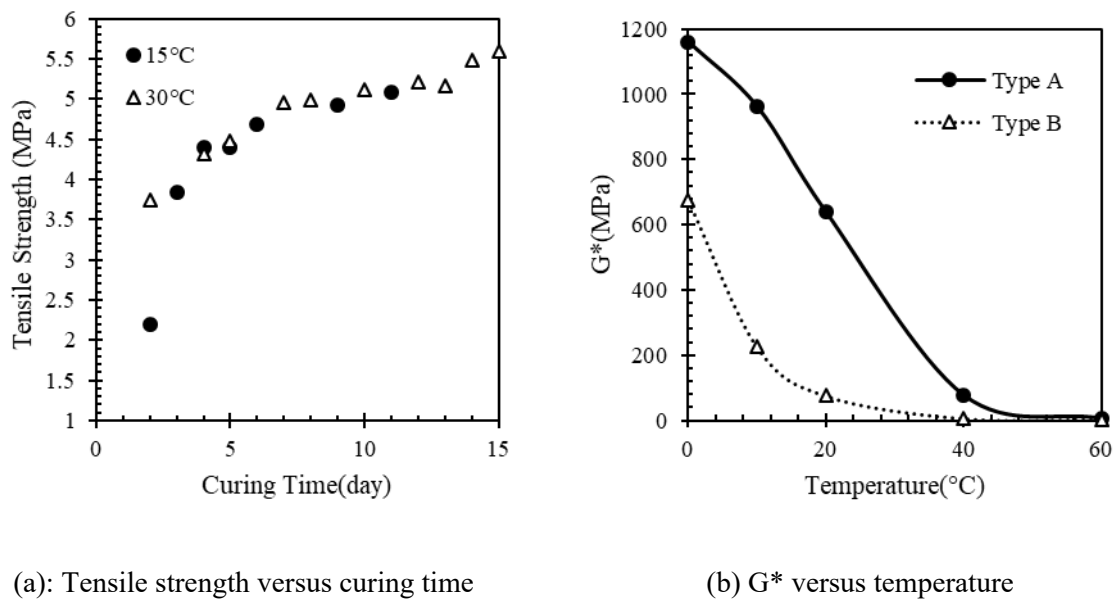 6
5.5
5
4.5
4
3.5
3
2.5
2
1.5
1
0
5
10
15
15°C
30°C
Tensile Strength (MPa)
Curing Time(day)
1200
1000
800
600
400
200
0
0
20
40
60
Type A
Type B
G*(MPa)
Temperature(°C)
(a): Tensile strength versus curing time
(b) G* versus temperature